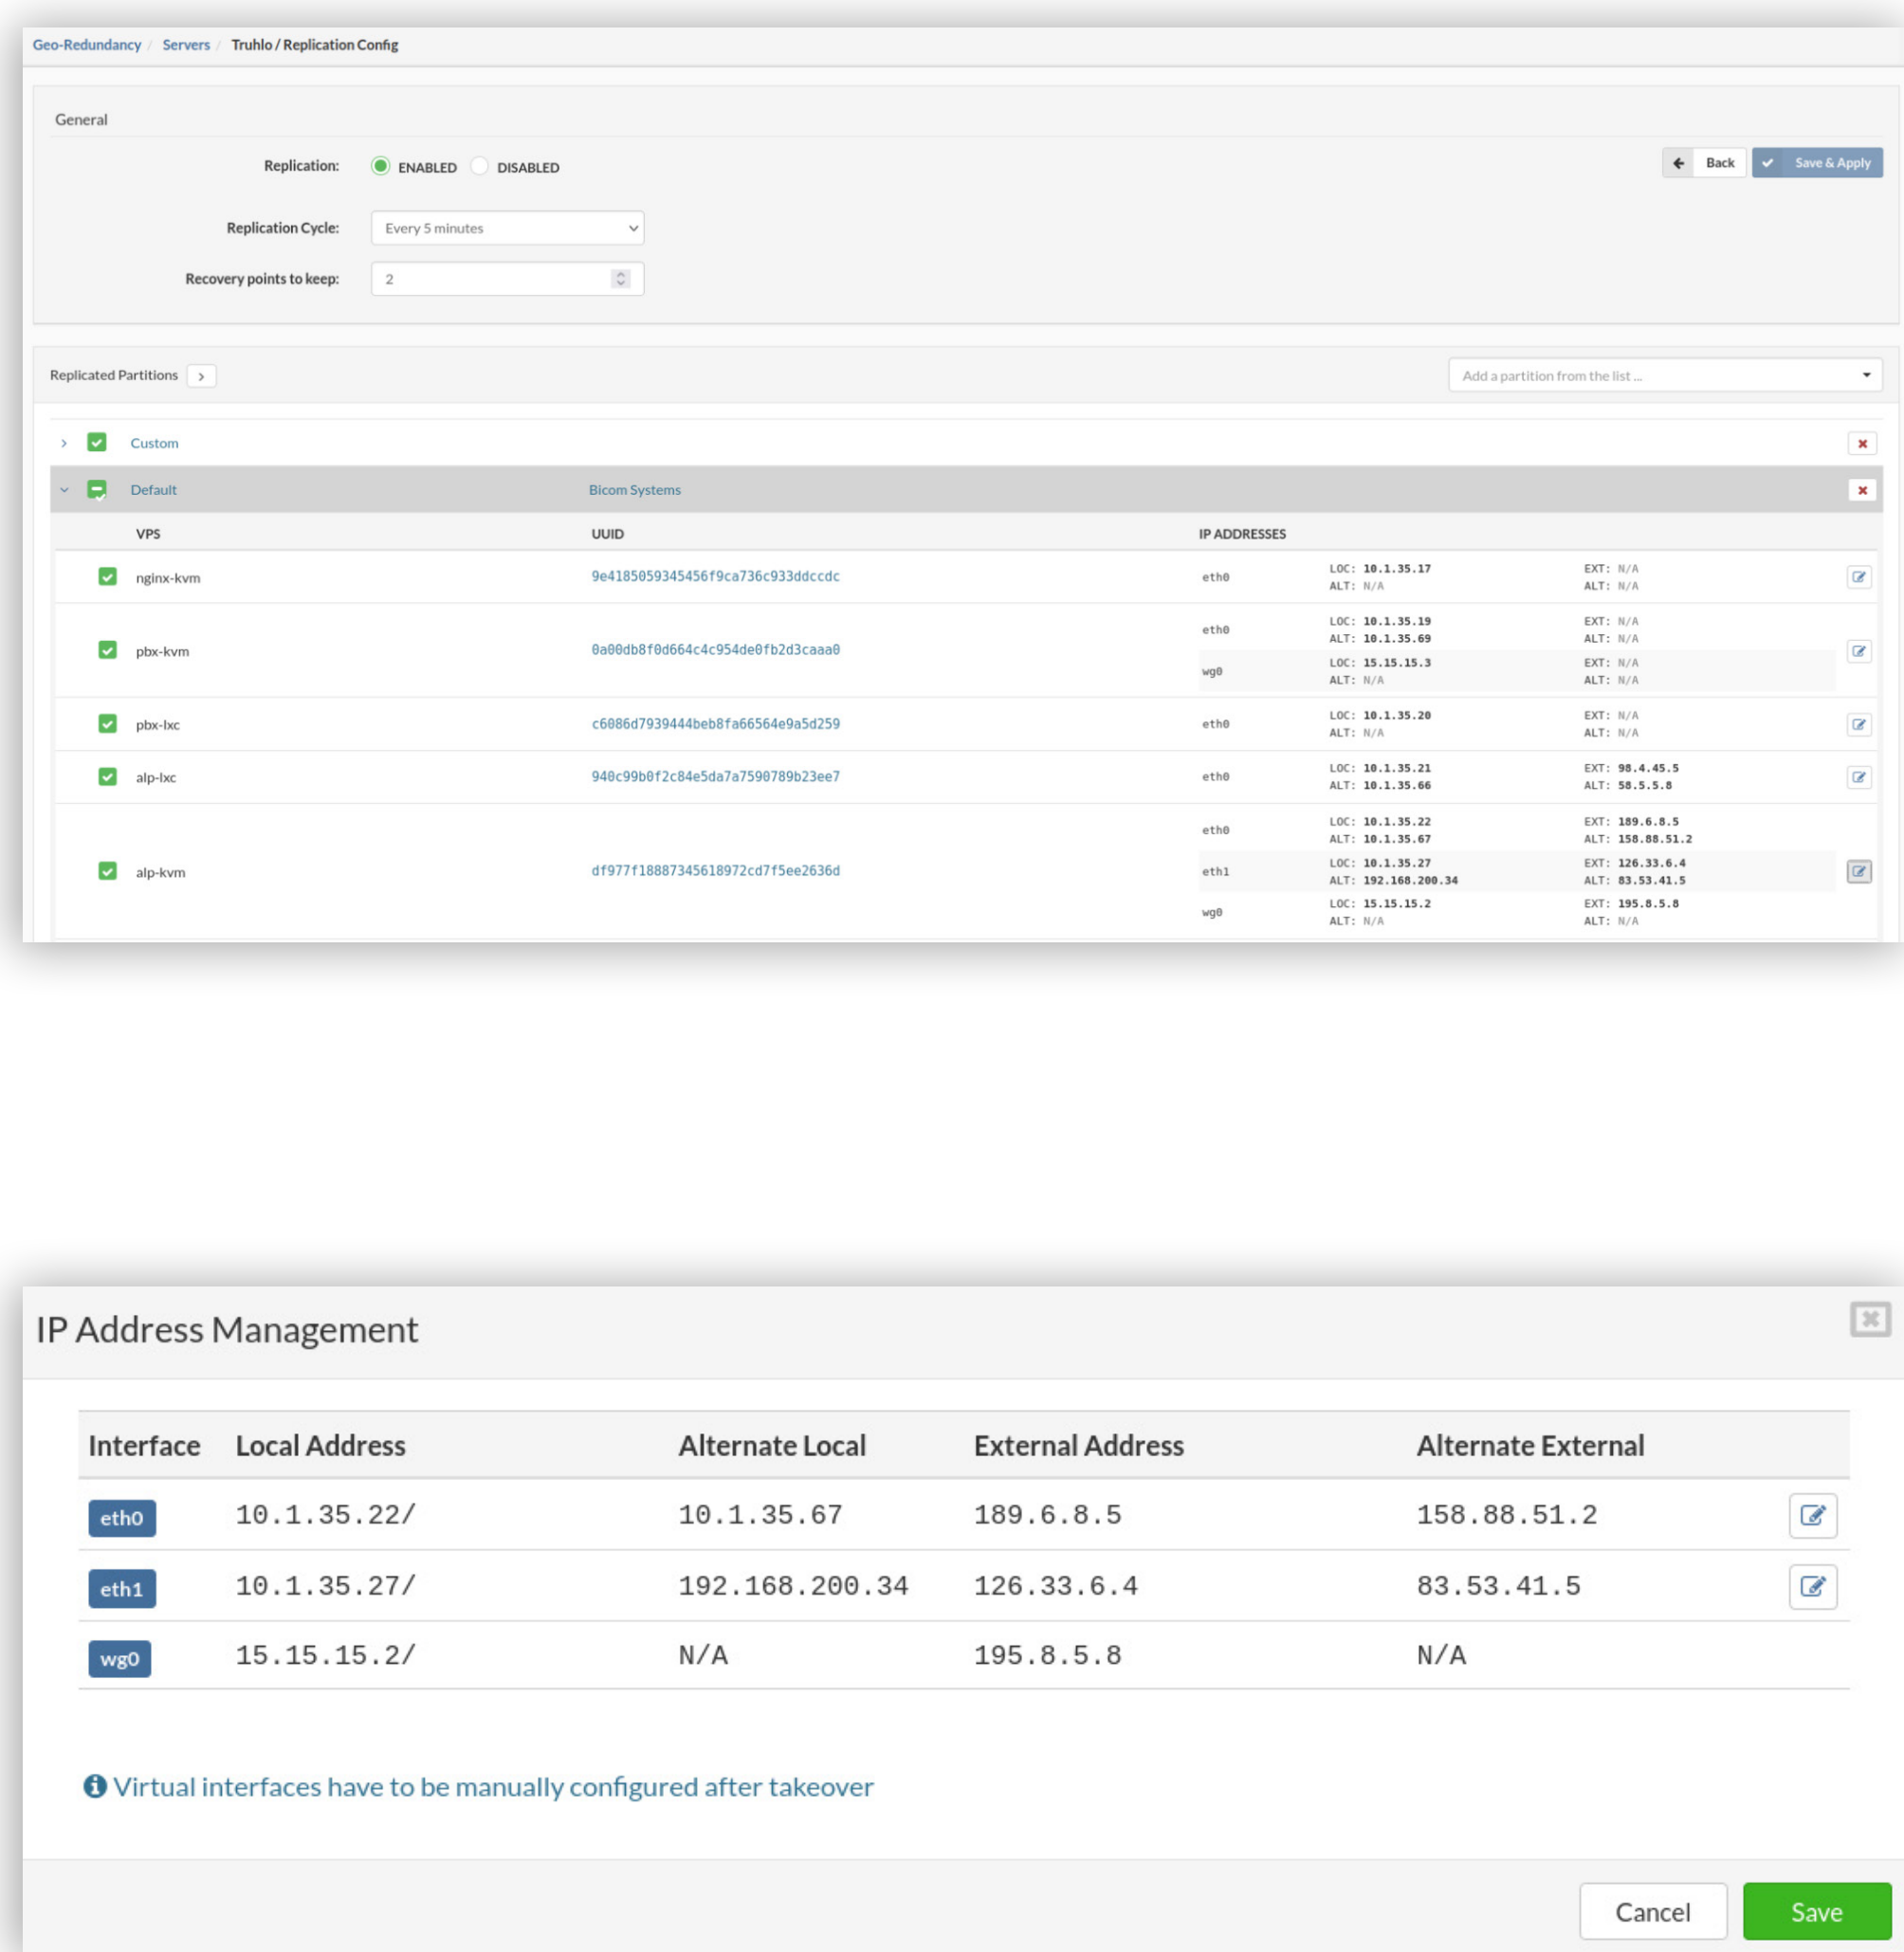 Geo-Redundancy / Servers / Truhlo / Replication Config
General
Replication: ENABLED DISABLED
Back Save & Apply
Replication Cycle: Every 5 minutes
Recovery points to keep: 2
Replicated Partitions > Add a partition from the list ...
Custom
Default Bicom Systems
VPS UUID IP ADDRESSES
nginx-kvm 9e4185059345456f9ca736c933ddccdc eth0 LOC: 10.1.35.17 EXT: N/A
ALT: N/A ALT: N/A
pbx-kvm 0a00db8f0d664c4c954de0fb2d3caaa0 eth0 LOC: 10.1.35.19 EXT: N/A
ALT: 10.1.35.69 ALT: N/A
wg0 LOC: 15.15.15.3 EXT: N/A
ALT: N/A ALT: N/A
pbx-lxc c6086d7939444beb8fa66564e9a5d259 eth0 LOC: 10.1.35.20 EXT: N/A
ALT: N/A ALT: N/A
alp-lxc 940c99b0f2c84e5da7a7590789b23ee7 eth0 LOC: 10.1.35.21 EXT: 98.4.45.5
ALT: 10.1.35.66 ALT: 58.5.5.8
alp-kvm df977f18887345618972cd7f5ee2636d eth0 LOC: 10.1.35.22 EXT: 189.6.8.5
ALT: 10.1.35.67 ALT: 158.88.51.2
eth1 LOC: 10.1.35.27 EXT: 126.33.6.4
ALT: 192.168.200.34 ALT: 83.53.41.5
wg0 LOC: 15.15.15.2 EXT: 195.8.5.8
ALT: N/A ALT: N/A
IP Address Management
Interface Local Address Alternate Local External Address Alternate External
eth0 10.1.35.22/ 10.1.35.67 189.6.8.5 158.88.51.2
eth1 10.1.35.27/ 192.168.200.34 126.33.6.4 83.53.41.5
wg0 15.15.15.2/ N/A 195.8.5.8 N/A
Virtual interfaces have to be manually configured after takeover
Cancel Save